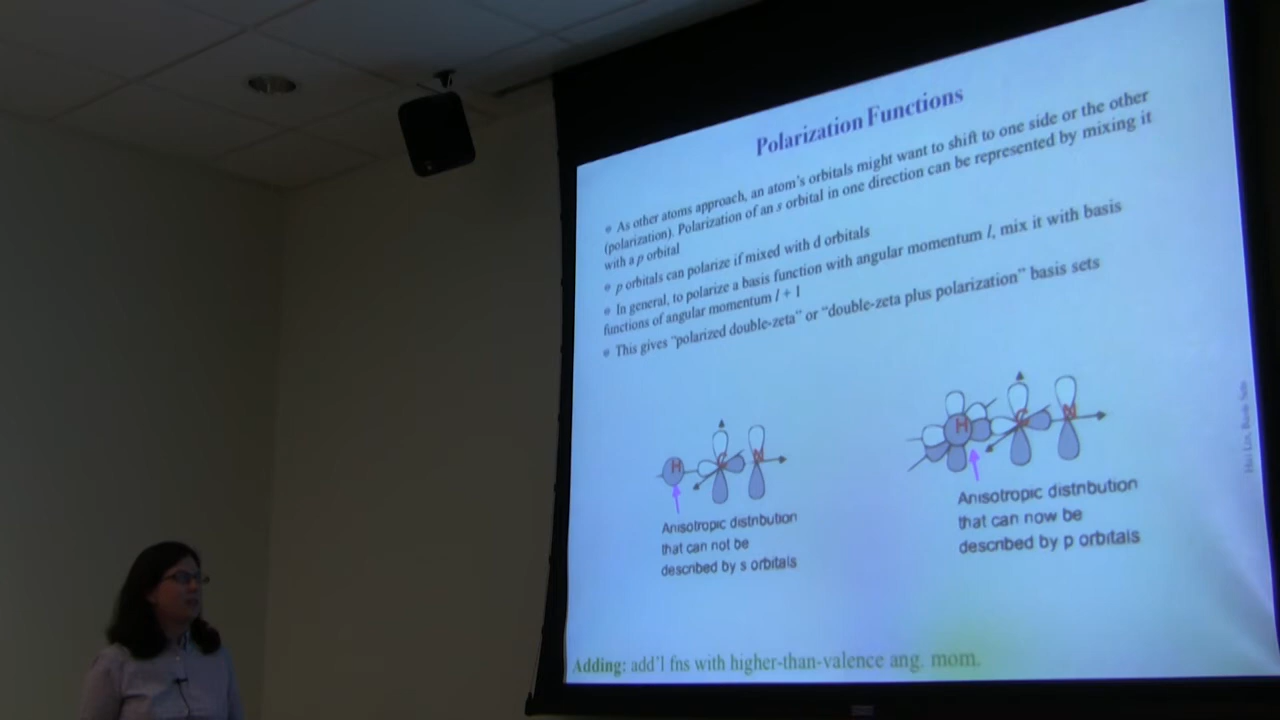 Polarization Functions
As other atoms approach, an atom's orbitals might want to shift to one side or the other
(polarization). Polarization of an s orbital in one direction can be represented by mixing it
with a p orbital
p orbitals can polarize if mixed with d orbitals
In general, to polarize a basis function with angular momentum l, mix it with basis
functions of angular momentum l + 1
This gives "polarized double-zeta" or "double-zeta plus polarization" basis sets
H C N
H C N
Anisotropic distribution
that can not be
described by s orbitals
Anisotropic distribution
that can now be
described by p orbitals
Adding: add'l fns with higher-than-valence ang. mom.